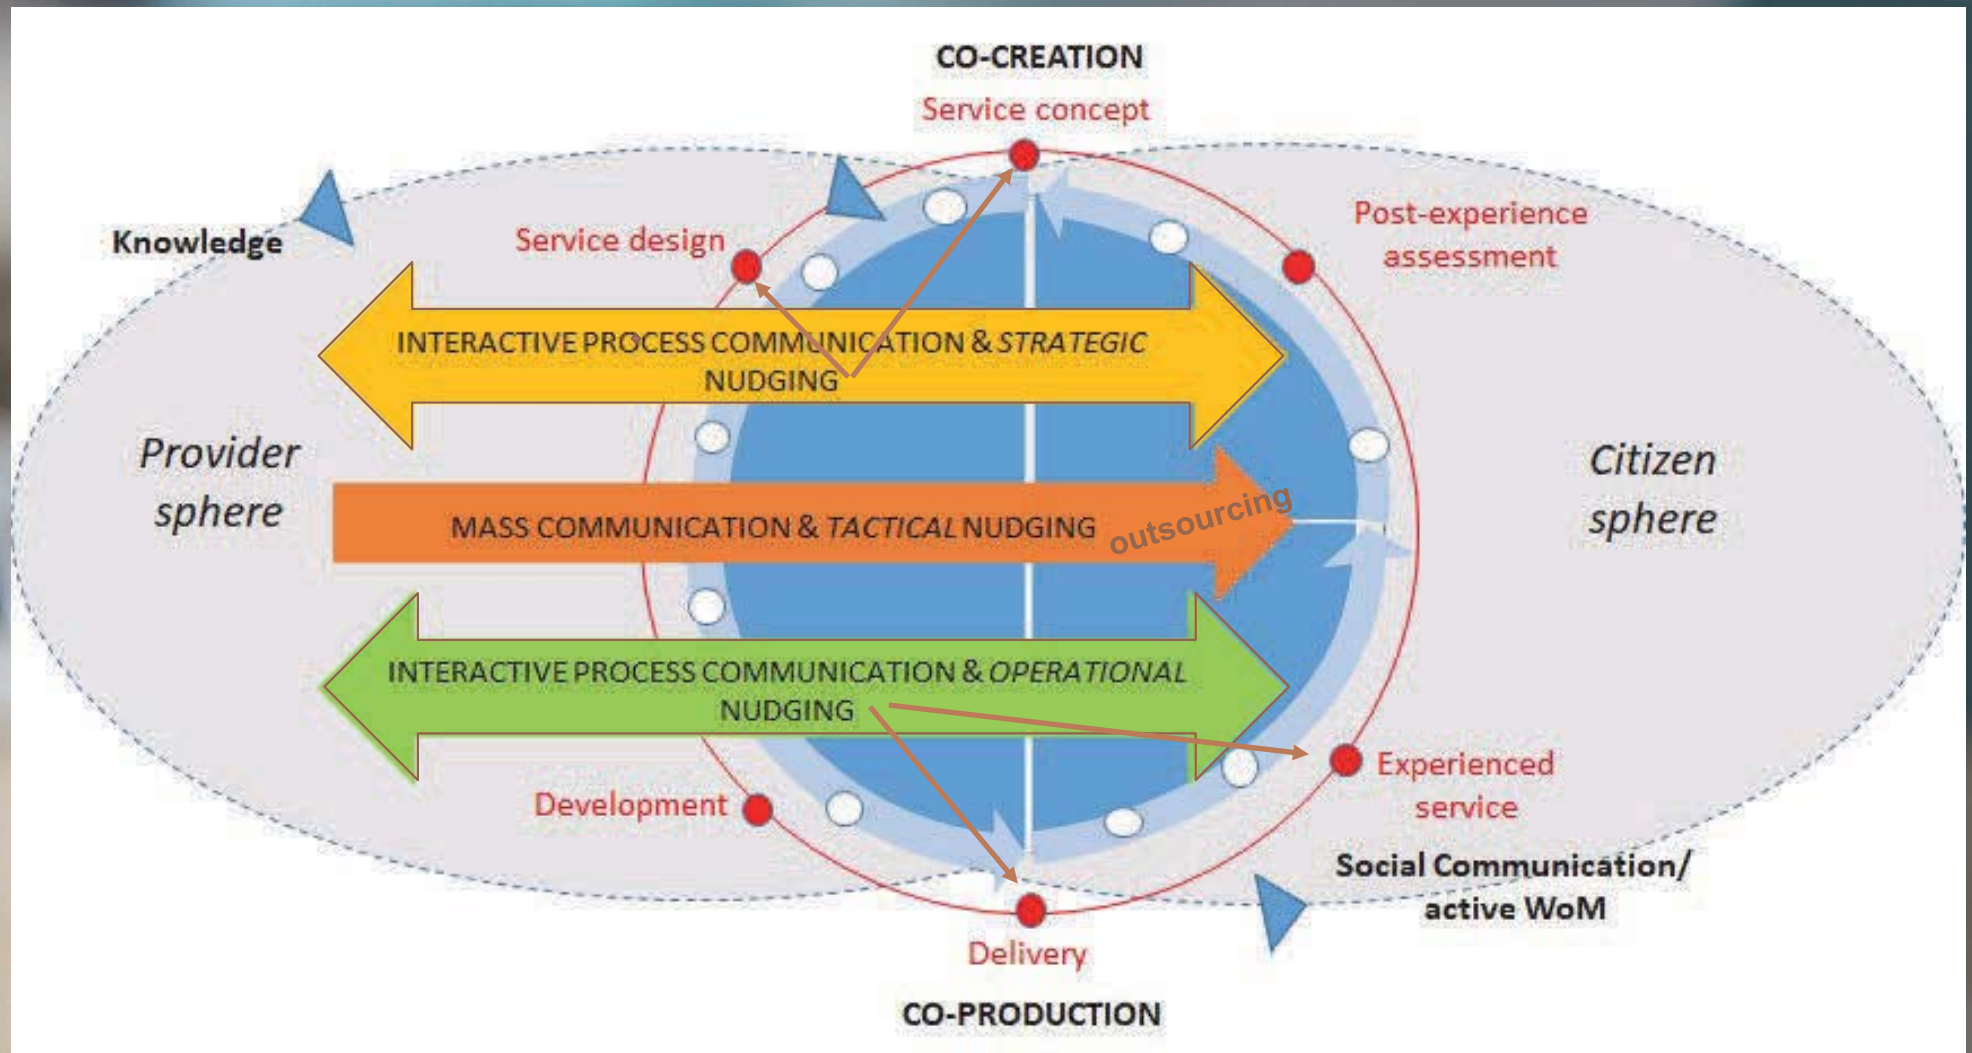 CO-CREATION
Service concept
Knowledge
Service design
Post-experience
assessment
INTERACTIVE PROCESS COMMUNICATION & STRATEGIC
NUDGING
Provider
sphere
Citizen
sphere
MASS COMMUNICATION & TACTICAL NUDGING
outsourcing
INTERACTIVE PROCESS COMMUNICATION & OPERATIONAL
NUDGING
Development
Experienced
service
Social Communication/
active WoM
Delivery
CO-PRODUCTION